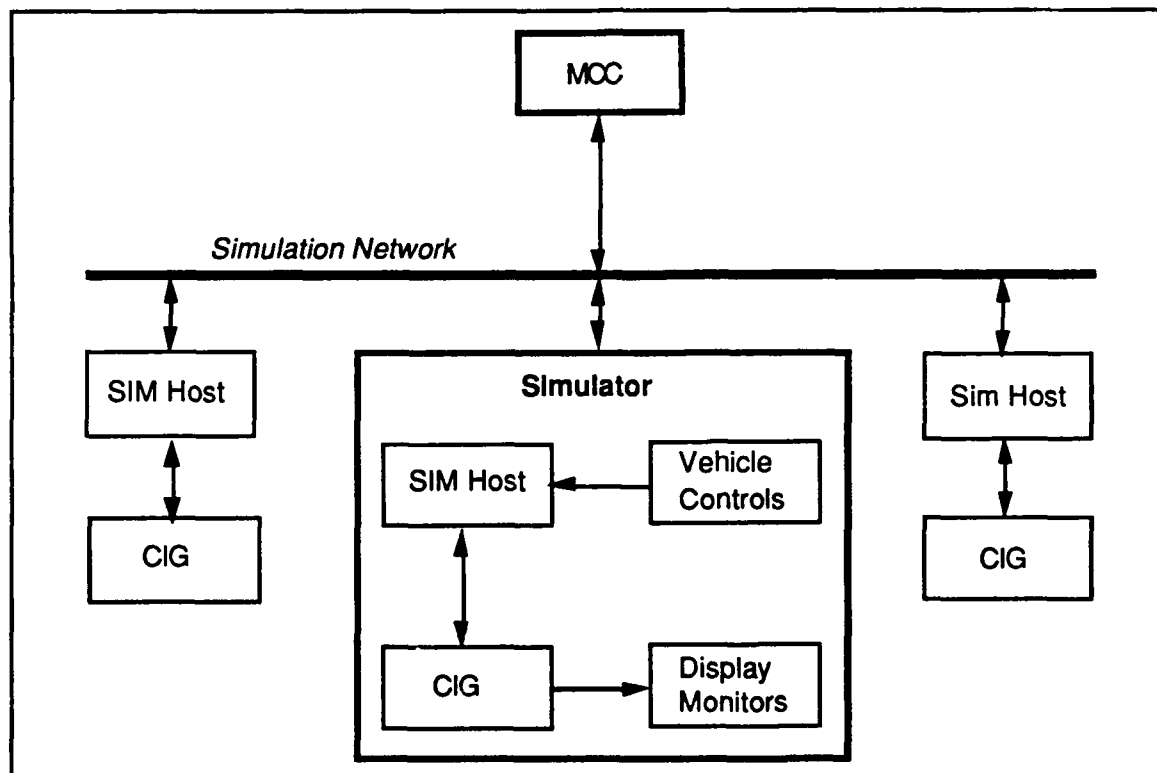 MCC
Simulation Network
SIM Host
Simulator
Sim Host
SIM Host
Vehicle
Controls
CIG
CIG
CIG
Display
Monitors